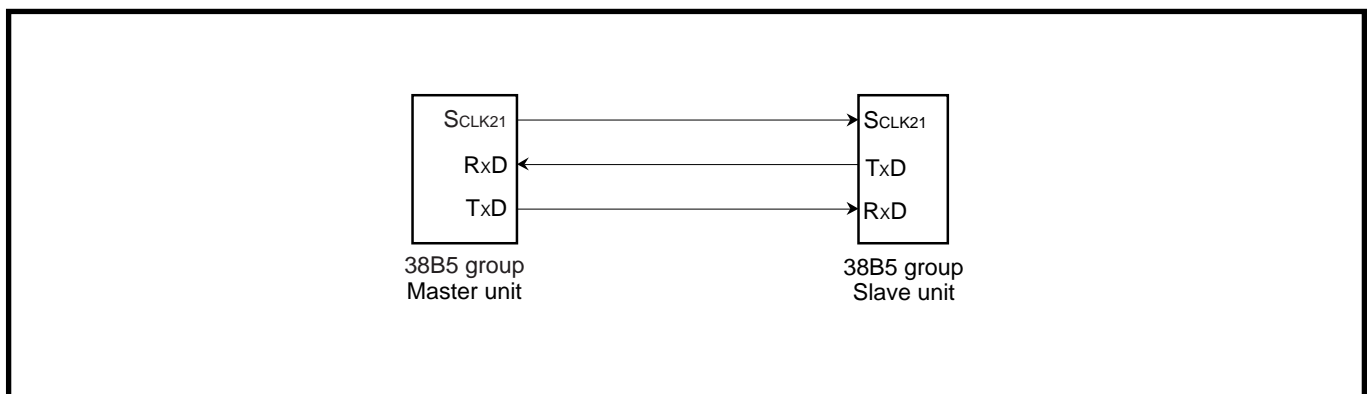 SCLK21
RxD
TxD
38B5 group
Master unit
SCLK21
TxD
RxD
38B5 group
Slave unit